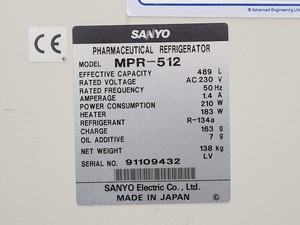 © Advanced Engineering Ltd
CE
SANYO
PHARMACEUTICAL REFRIGERATOR
MODEL MPR-512
EFFECTIVE CAPACITY 489 L
RATED VOLTAGE AC 230 V
RATED FREQUENCY 50 Hz
AMPERAGE 1.4 A
POWER CONSUMPTION 210 W
HEATER 183 W
REFRIGERANT R-134a
CHARGE 163 g
OIL ADDITIVE 7 g
NET WEIGHT 138 kg
LV
SERIAL NO. 91109432
SANYO Electric Co., Ltd.
MADE IN JAPAN ©